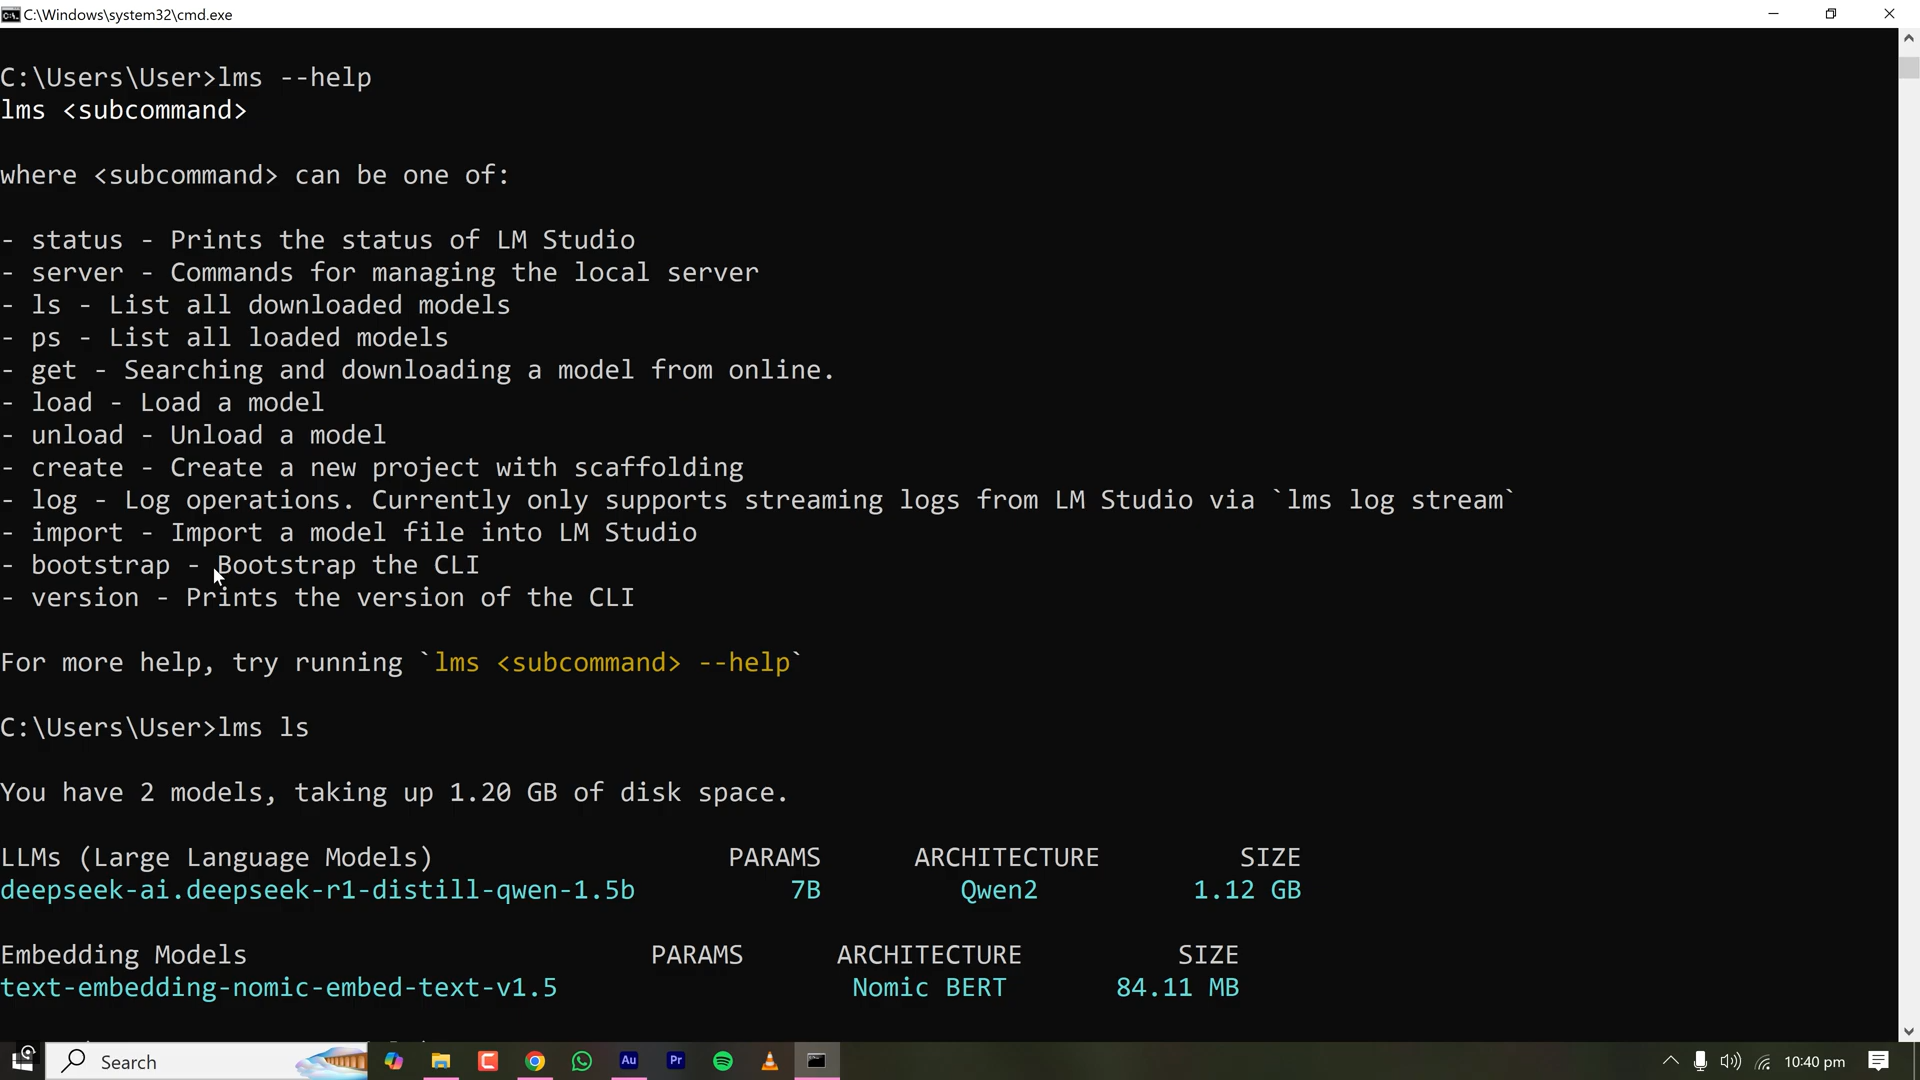 C:\Windows\system32\cmd.exe
C:\Users\User>lms --help
lms <subcommand>
where <subcommand> can be one of:
- status - Prints the status of LM Studio
- server - Commands for managing the local server
- ls - List all downloaded models
- ps - List all loaded models
- get - Searching and downloading a model from online.
- load - Load a model
- unload - Unload a model
- create - Create a new project with scaffolding
- log - Log operations. Currently only supports streaming logs from LM Studio via `lms log stream`
- import - Import a model file into LM Studio
- bootstrap - Bootstrap the CLI
- version - Prints the version of the CLI
For more help, try running `lms <subcommand> --help`
C:\Users\User>lms ls
You have 2 models, taking up 1.20 GB of disk space.
LLMs (Large Language Models) PARAMS ARCHITECTURE SIZE
deepseek-ai.deepseek-r1-distill-qwen-1.5b 7B Qwen2 1.12 GB
Embedding Models PARAMS ARCHITECTURE SIZE
text-embedding-nomic-embed-text-v1.5 Nomic BERT 84.11 MB
Search Au Pr 10:40 pm